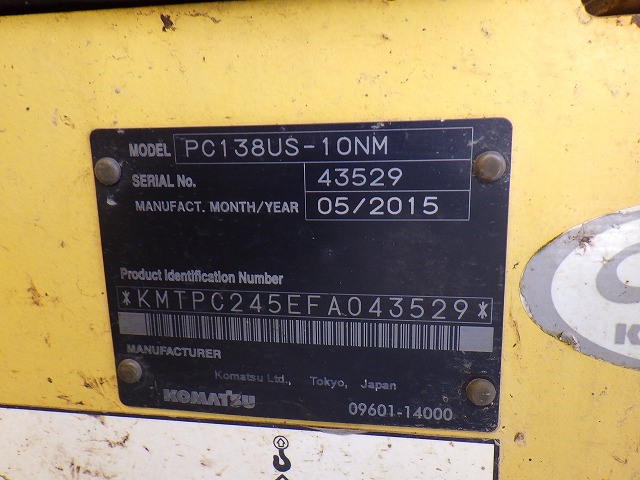 MODEL PC138US-10NM
SERIAL No. 43529
MANUFACT. MONTH/YEAR 05/2015
Product Identification Number
*KMTPC245EFA043529*
MANUFACTURER
Komatsu Ltd., Tokyo, Japan
KOMATSU 09601-14000